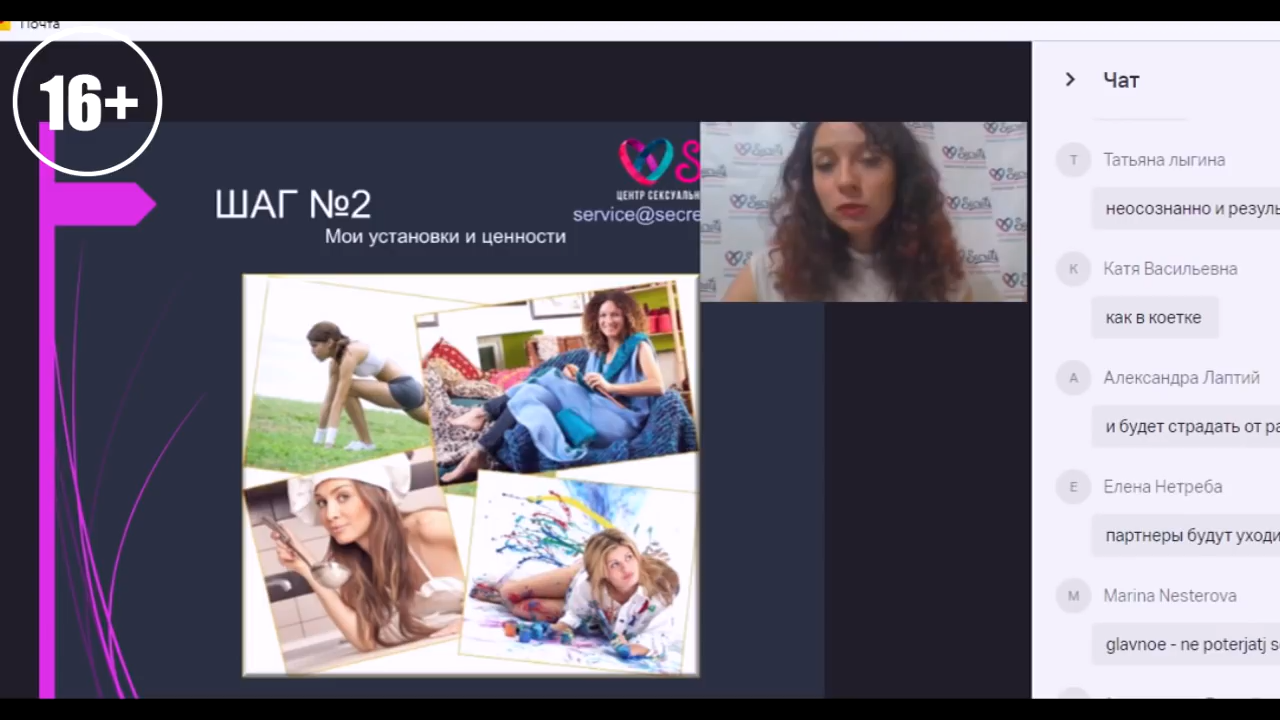 Почта
16+
Чат
ШАГ №2
Мои установки и ценности
ЦЕНТР СЕКСУАЛЬН
service@secre
Т
Татьяна лыгина
неосознанно и резуль
К
Катя Васильевна
как в коетке
А
Александра Лаптий
и будет страдать от ра
Е
Елена Нетреба
партнеры будут уходи
M
Marina Nesterova
glavnoe - ne poterjatj s